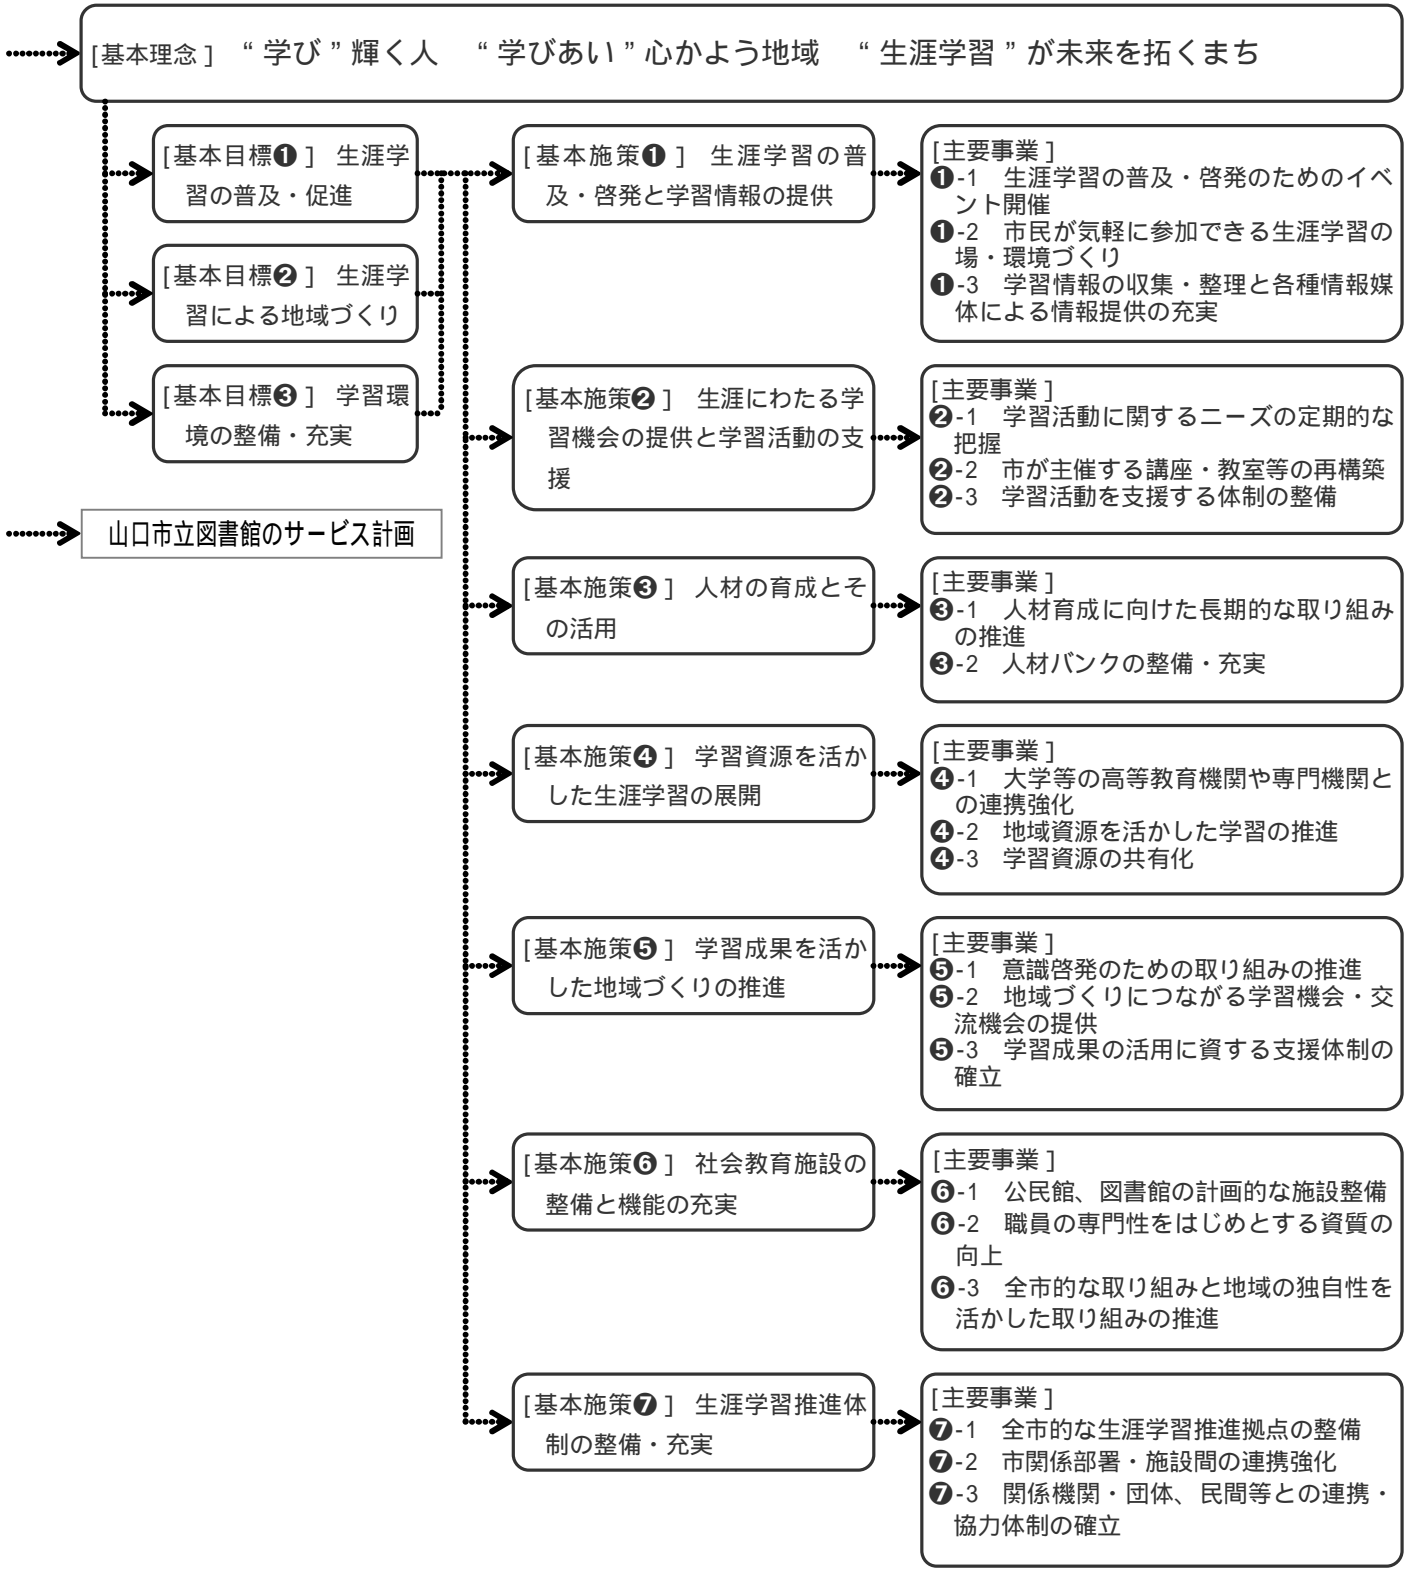 [基本理念] “学び”輝く人　“学びあい”心かよう地域　“生涯学習”が未来を拓くまち
[基本目標❶] 生涯学
習の普及・促進
[基本目標❷] 生涯学
習による地域づくり
[基本目標❸] 学習環
境の整備・充実
山口市立図書館のサービス計画
[基本施策❶] 生涯学習の普
及・啓発と学習情報の提供
[主要事業]
❶-1　生涯学習の普及・啓発のためのイベ
ント開催
❶-2　市民が気軽に参加できる生涯学習の
場・環境づくり
❶-3　学習情報の収集・整理と各種情報媒
体による情報提供の充実
[基本施策❷] 生涯にわたる学
習機会の提供と学習活動の支
援
[主要事業]
❷-1　学習活動に関するニーズの定期的な
把握
❷-2　市が主催する講座・教室等の再構築
❷-3　学習活動を支援する体制の整備
[基本施策❸] 人材の育成とそ
の活用
[主要事業]
❸-1　人材育成に向けた長期的な取り組み
の推進
❸-2　人材バンクの整備・充実
[基本施策❹] 学習資源を活か
した生涯学習の展開
[主要事業]
❹-1　大学等の高等教育機関や専門機関と
の連携強化
❹-2　地域資源を活かした学習の推進
❹-3　学習資源の共有化
[基本施策❺] 学習成果を活か
した地域づくりの推進
[主要事業]
❺-1　意識啓発のための取り組みの推進
❺-2　地域づくりにつながる学習機会・交
流機会の提供
❺-3　学習成果の活用に資する支援体制の
確立
[基本施策❻] 社会教育施設の
整備と機能の充実
[主要事業]
❻-1　公民館、図書館の計画的な施設整備
❻-2　職員の専門性をはじめとする資質の
向上
❻-3　全市的な取り組みと地域の独自性を
活かした取り組みの推進
[基本施策❼] 生涯学習推進体
制の整備・充実
[主要事業]
❼-1　全市的な生涯学習推進拠点の整備
❼-2　市関係部署・施設間の連携強化
❼-3　関係機関・団体、民間等との連携・
協力体制の確立